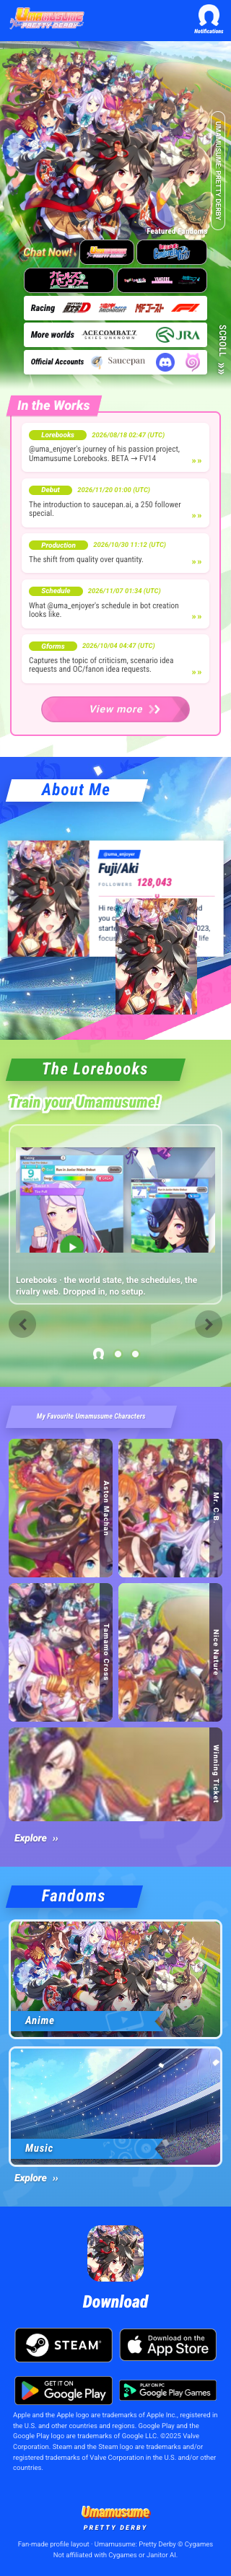 Umamusume
PRETTY DERBY
Notifications
UMAMUSUME: PRETTY DERBY
Featured Fandoms
Chat Now!
Racing
F1
More worlds
ACE COMBAT 7
SKIES UNKNOWN
JRA
Official Accounts
Saucepan
SCROLL
In the Works
Lorebooks 2026/08/18 02:47 (UTC)
@uma_enjoyer's journey of his passion project,
Umamusume Lorebooks. BETA → FV14
Debut 2026/11/20 01:00 (UTC)
The introduction to saucepan.ai, a 250 follower
special.
Production 2026/10/30 11:12 (UTC)
The shift from quality over quantity.
Schedule 2026/11/07 01:34 (UTC)
What @uma_enjoyer's schedule in bot creation
looks like.
Gforms 2026/10/04 04:47 (UTC)
Captures the topic of criticism, scenario idea
requests and OC/fanon idea requests.
View more
About Me
@uma_enjoyer
Fuji/Aki
FOLLOWERS 128,043
The Lorebooks
Train your Umamusume!
Lorebooks - the world state, the schedules, the
rivalry web. Dropped in, no setup.
My Favourite Umamusume Characters
Aston Machan
Mr. C.B.
Tamamo Cross
Nice Nature
Winning Ticket
Explore
Fandoms
Anime
Music
Explore
Download
STEAM
Download on the
App Store
GET IT ON
Google Play
PLAY ON PC
Google Play Games
Apple and the Apple logo are trademarks of Apple Inc., registered in
the U.S. and other countries and regions. Google Play and the
Google Play logo are trademarks of Google LLC. ©2025 Valve
Corporation. Steam and the Steam logo are trademarks and/or
registered trademarks of Valve Corporation in the U.S. and/or other
countries.
Umamusume
PRETTY DERBY
Fan-made profile layout · Umamusume: Pretty Derby © Cygames
Not affiliated with Cygames or Janitor AI.